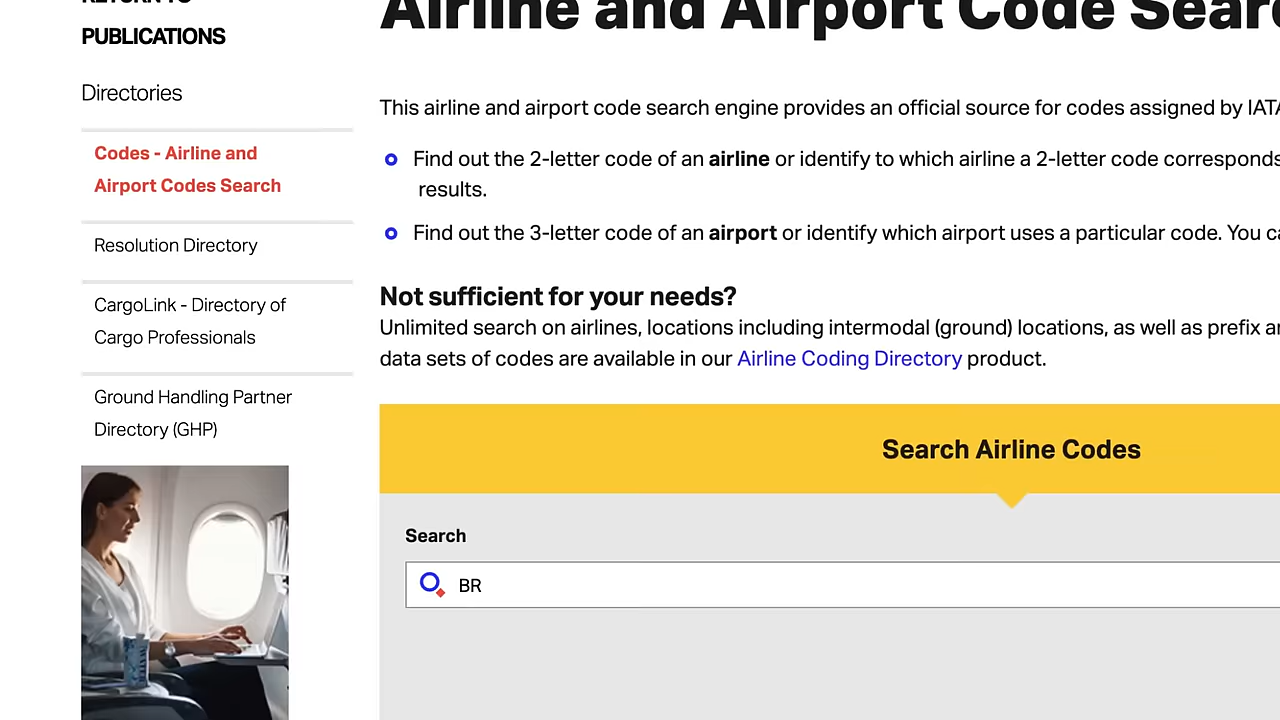 RETURN TO
PUBLICATIONS
Directories
Codes - Airline and
Airport Codes Search
Resolution Directory
CargoLink - Directory of
Cargo Professionals
Ground Handling Partner
Directory (GHP)
Airline and Airport Code Sear
This airline and airport code search engine provides an official source for codes assigned by IATA
Find out the 2-letter code of an airline or identify to which airline a 2-letter code corresponds
results.
Find out the 3-letter code of an airport or identify which airport uses a particular code. You ca
Not sufficient for your needs?
Unlimited search on airlines, locations including intermodal (ground) locations, as well as prefix an
data sets of codes are available in our Airline Coding Directory product.
Search Airline Codes
Search
BR